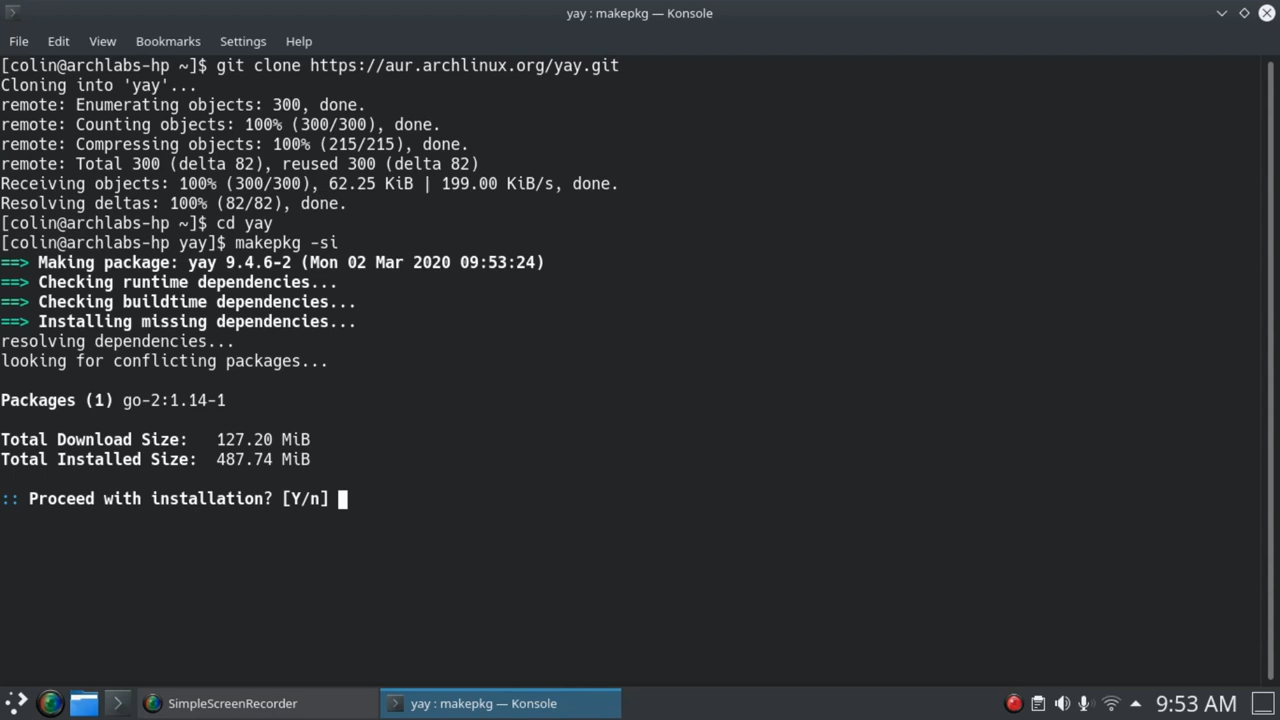 yay : makepkg — Konsole
File Edit View Bookmarks Settings Help
[colin@archlabs-hp ~]$ git clone https://aur.archlinux.org/yay.git
Cloning into 'yay'...
remote: Enumerating objects: 300, done.
remote: Counting objects: 100% (300/300), done.
remote: Compressing objects: 100% (215/215), done.
remote: Total 300 (delta 82), reused 300 (delta 82)
Receiving objects: 100% (300/300), 62.25 KiB | 199.00 KiB/s, done.
Resolving deltas: 100% (82/82), done.
[colin@archlabs-hp ~]$ cd yay
[colin@archlabs-hp yay]$ makepkg -si
==> Making package: yay 9.4.6-2 (Mon 02 Mar 2020 09:53:24)
==> Checking runtime dependencies...
==> Checking buildtime dependencies...
==> Installing missing dependencies...
resolving dependencies...
looking for conflicting packages...
Packages (1) go-2:1.14-1
Total Download Size:   127.20 MiB
Total Installed Size:  487.74 MiB
:: Proceed with installation? [Y/n]
SimpleScreenRecorder yay : makepkg — Konsole 9:53 AM